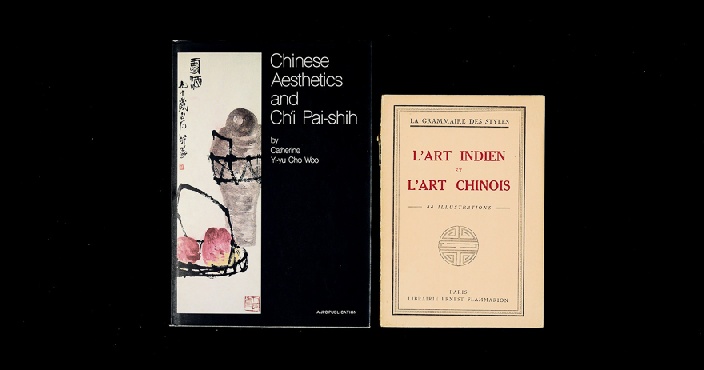 Chinese
Aesthetics
and
Ch'i Pai-shih
by
Catherine
Y-yu Cho Woo
LA GRAMMAIRE DES STYLES
L'ART INDIEN
ET
L'ART CHINOIS
ILLUSTRATIONS
PARIS
LIBRAIRIE ERNEST FLAMMARION